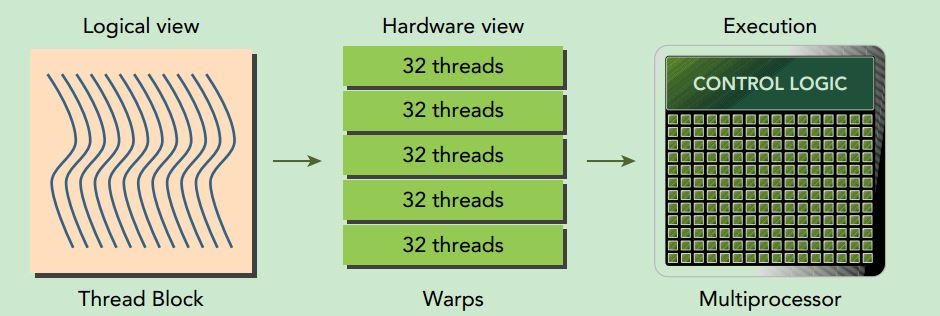 Logical view
Thread Block
Hardware view
32 threads
32 threads
32 threads
32 threads
32 threads
Warps
Execution
CONTROL LOGIC
Multiprocessor